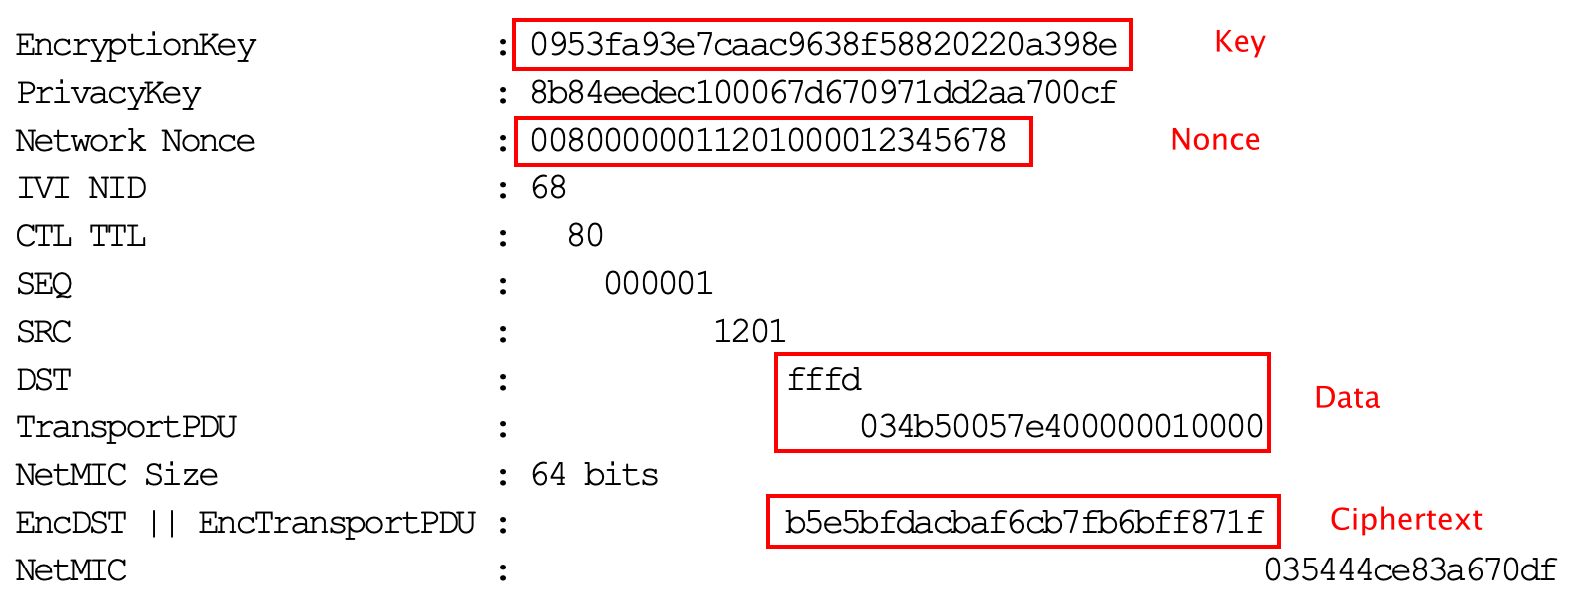 EncryptionKey : 0953fa93e7caac9638f58820220a398e Key
PrivacyKey : 8b84eedec100067d670971dd2aa700cf
Network Nonce : 00800000011201000012345678 Nonce
IVI NID : 68
CTL TTL : 80
SEQ : 000001
SRC : 1201
DST : fffd
Data
TransportPDU : 034b50057e400000010000
NetMIC Size : 64 bits
EncDST || EncTransportPDU : b5e5bfdacbaf6cb7fb6bff871f Ciphertext
NetMIC : 035444ce83a670df